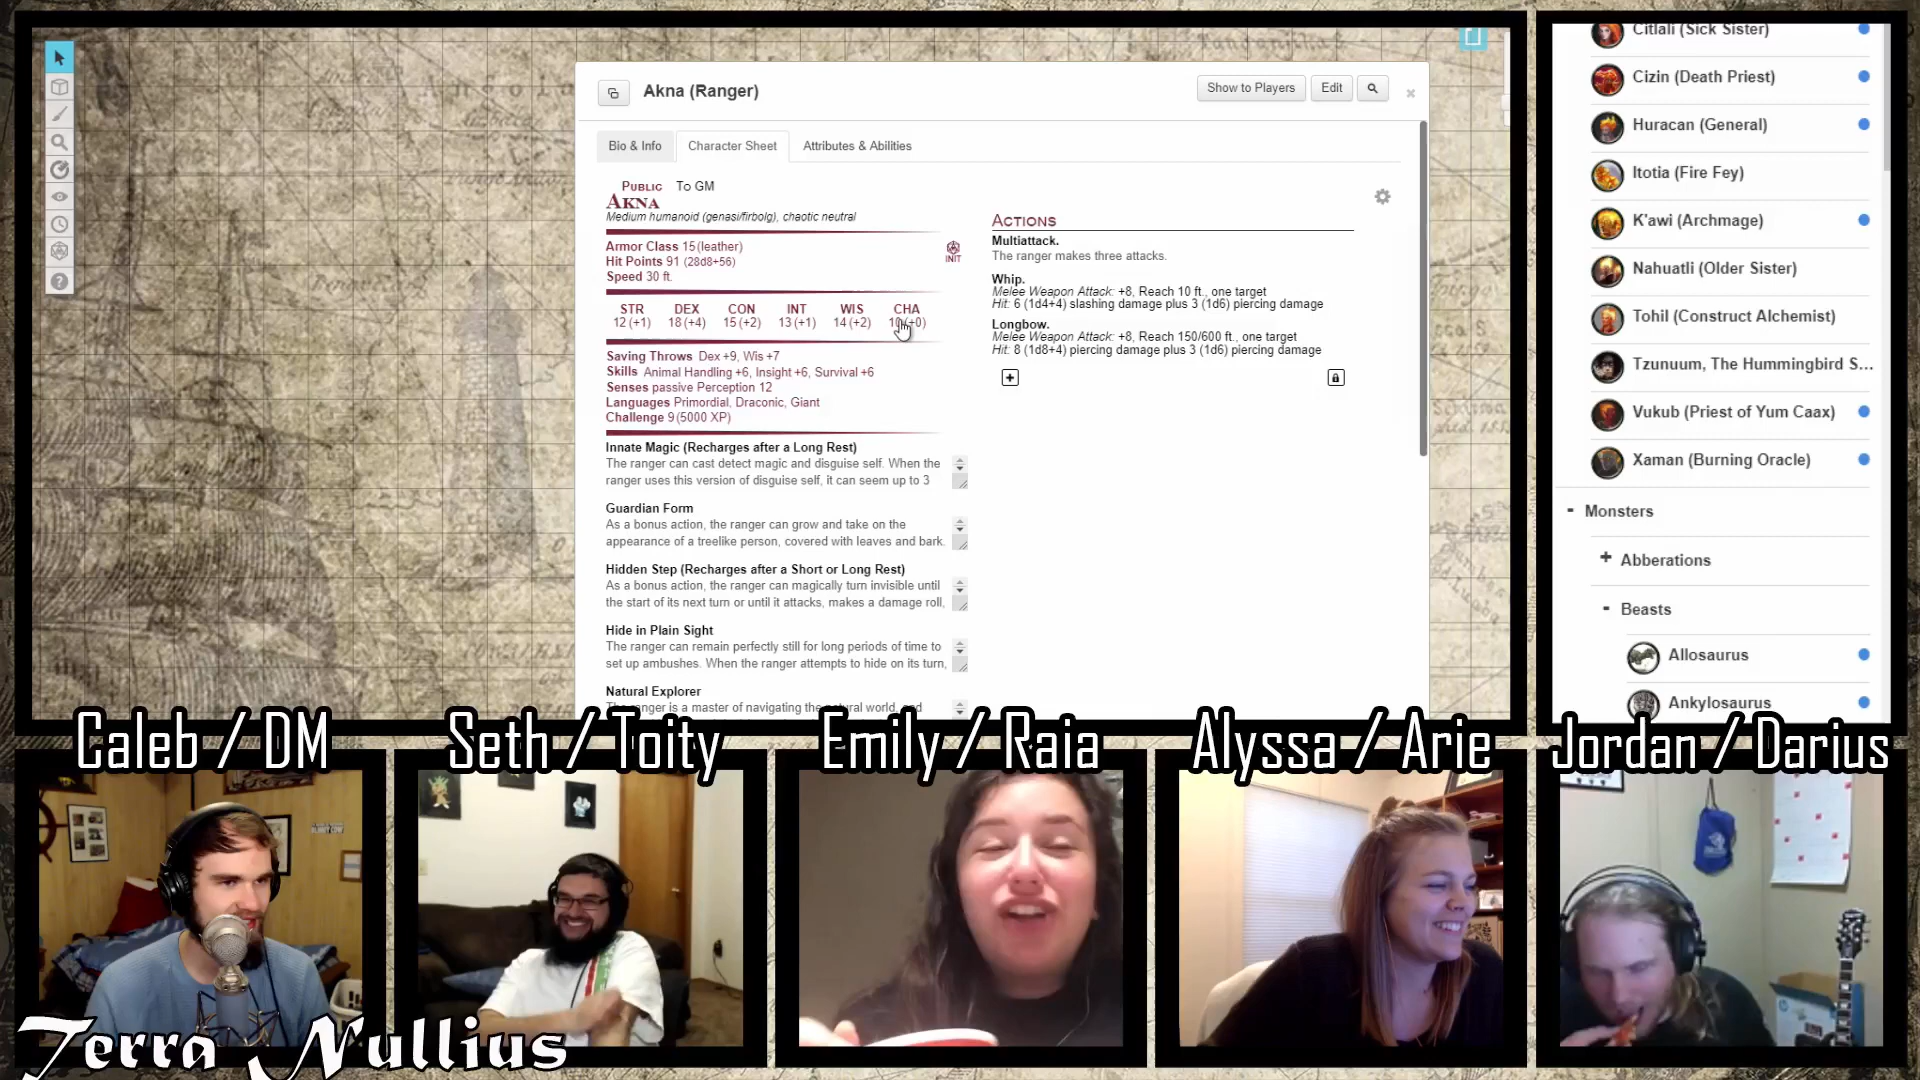 Akna (Ranger)
Show to Players
Edit
Bio & Info
Character Sheet
Attributes & Abilities
PUBLIC To GM
AKNA
Medium humanoid (genasi/firbolg), chaotic neutral
Armor Class 15 (leather)
Hit Points 91 (28d8+56)
Speed 30 ft.
INIT
STR DEX CON INT WIS CHA
12 (+1) 18 (+4) 15 (+2) 13 (+1) 14 (+2) (+0)
Saving Throws Dex +9, Wis +7
Skills Animal Handling +6, Insight +6, Survival +6
Senses passive Perception 12
Languages Primordial, Draconic, Giant
Challenge 9 (5000 XP)
Innate Magic (Recharges after a Long Rest)
The ranger can cast detect magic and disguise self. When the
ranger uses this version of disguise self, it can seem up to 3
Guardian Form
As a bonus action, the ranger can grow and take on the
appearance of a treelike person, covered with leaves and bark.
Hidden Step (Recharges after a Short or Long Rest)
As a bonus action, the ranger can magically turn invisible until
the start of its next turn or until it attacks, makes a damage roll,
Hide in Plain Sight
The ranger can remain perfectly still for long periods of time to
set up ambushes. When the ranger attempts to hide on its turn,
Natural Explorer
The ranger is a master of navigating the natural world, and
ACTIONS
Multiattack.
The ranger makes three attacks.
Whip.
Melee Weapon Attack: +8, Reach 10 ft., one target
Hit: 6 (1d4+4) slashing damage plus 3 (1d6) piercing damage
Longbow.
Melee Weapon Attack: +8, Reach 150/600 ft., one target
Hit: 8 (1d8+4) piercing damage plus 3 (1d6) piercing damage
Citlali (Sick Sister)
Cizin (Death Priest)
Huracan (General)
Itotia (Fire Fey)
K'awi (Archmage)
Nahuatli (Older Sister)
Tohil (Construct Alchemist)
Tzunuum, The Hummingbird S...
Vukub (Priest of Yum Caax)
Xaman (Burning Oracle)
- Monsters
+ Abberations
- Beasts
Allosaurus
Ankylosaurus
Caleb / DM
Seth / Toity
Emily / Raia
Alyssa / Arie
Jordan / Darius
Terra Nullius